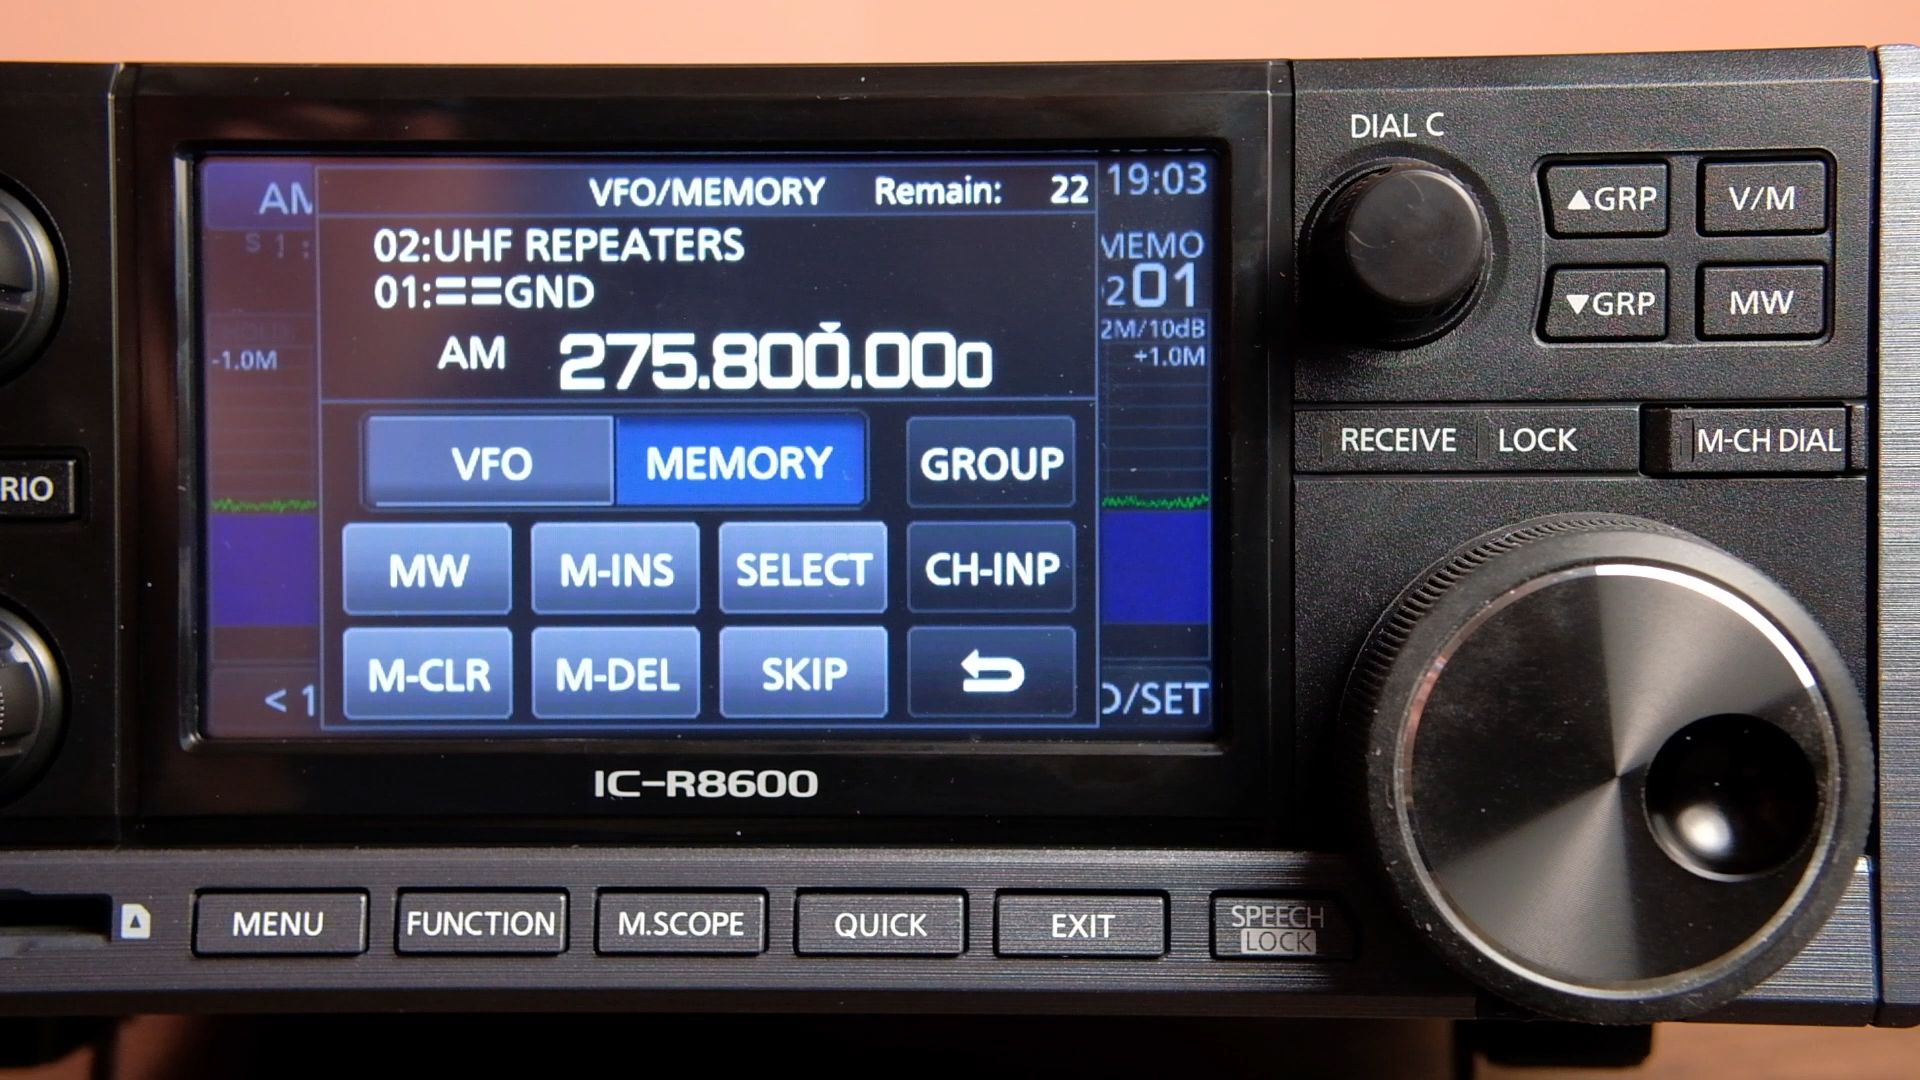 DIAL C
▲GRP V/M
▼GRP MW
RECEIVE LOCK M-CH DIAL
VFO/MEMORY Remain: 22 19:03
02:UHF REPEATERS
01:==GND
AM 275.800.000
MEMO
01
2M/10dB
-1.0M +1.0M
VFO MEMORY GROUP
MW M-INS SELECT CH-INP
M-CLR M-DEL SKIP
< 1 /SET
IC-R8600
MENU FUNCTION M.SCOPE QUICK EXIT SPEECH
LOCK